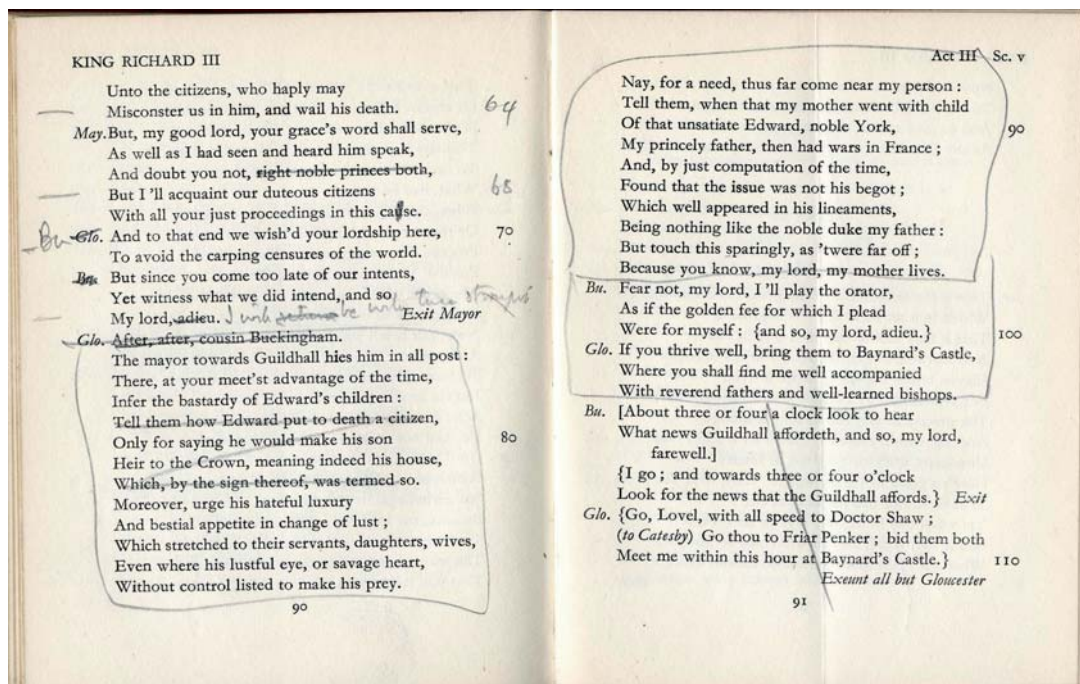 KING RICHARD III
Unto the citizens, who haply may
Misconster us in him, and wail his death. 64
May. But, my good lord, your grace's word shall serve,
As well as I had seen and heard him speak,
And doubt you not, right noble princes both,
But I'll acquaint our duteous citizens 68
With all your just proceedings in this cause.
Bu Glo. And to that end we wish'd your lordship here, 70
To avoid the carping censures of the world.
Bu. But since you come too late of our intents,
Yet witness what we did intend, and so
My lord, adieu. I wish be with Exit Mayor
Glo. After, after, cousin Buckingham.
The mayor towards Guildhall hies him in all post :
There, at your meet'st advantage of the time,
Infer the bastardy of Edward's children :
Tell them how Edward put to death a citizen,
Only for saying he would make his son 80
Heir to the Crown, meaning indeed his house,
Which, by the sign thereof, was termed so.
Moreover, urge his hateful luxury
And bestial appetite in change of lust ;
Which stretched to their servants, daughters, wives,
Even where his lustful eye, or savage heart,
Without control listed to make his prey.
90
Act III Sc. v
Nay, for a need, thus far come near my person :
Tell them, when that my mother went with child
Of that unsatiate Edward, noble York, 90
My princely father, then had wars in France ;
And, by just computation of the time,
Found that the issue was not his begot ;
Which well appeared in his lineaments,
Being nothing like the noble duke my father :
But touch this sparingly, as 'twere far off ;
Because you know, my lord, my mother lives.
Bu. Fear not, my lord, I'll play the orator,
As if the golden fee for which I plead
Were for myself : {and so, my lord, adieu.} 100
Glo. If you thrive well, bring them to Baynard's Castle,
Where you shall find me well accompanied
With reverend fathers and well-learned bishops.
Bu. [About three or four a clock look to hear
What news Guildhall affordeth, and so, my lord,
farewell.]
{I go ; and towards three or four o'clock
Look for the news that the Guildhall affords.} Exit
Glo. {Go, Lovel, with all speed to Doctor Shaw ;
(to Catesby) Go thou to Friar Penker ; bid them both
Meet me within this hour at Baynard's Castle.} 110
Exeunt all but Gloucester
91